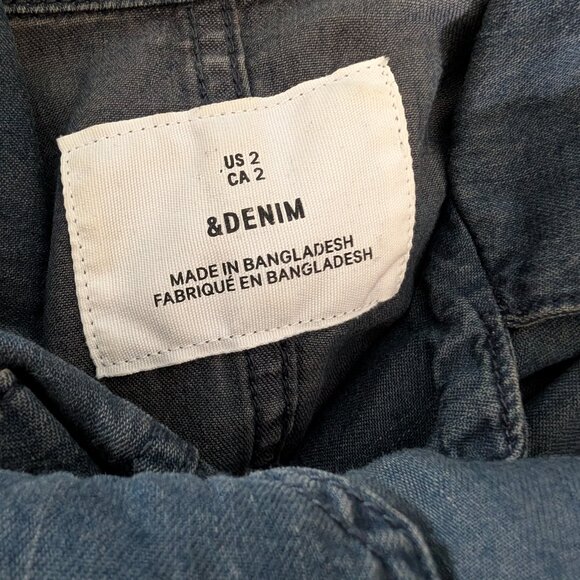 US 2
CA 2
&DENIM
MADE IN BANGLADESH
FABRIQUÉ EN BANGLADESH